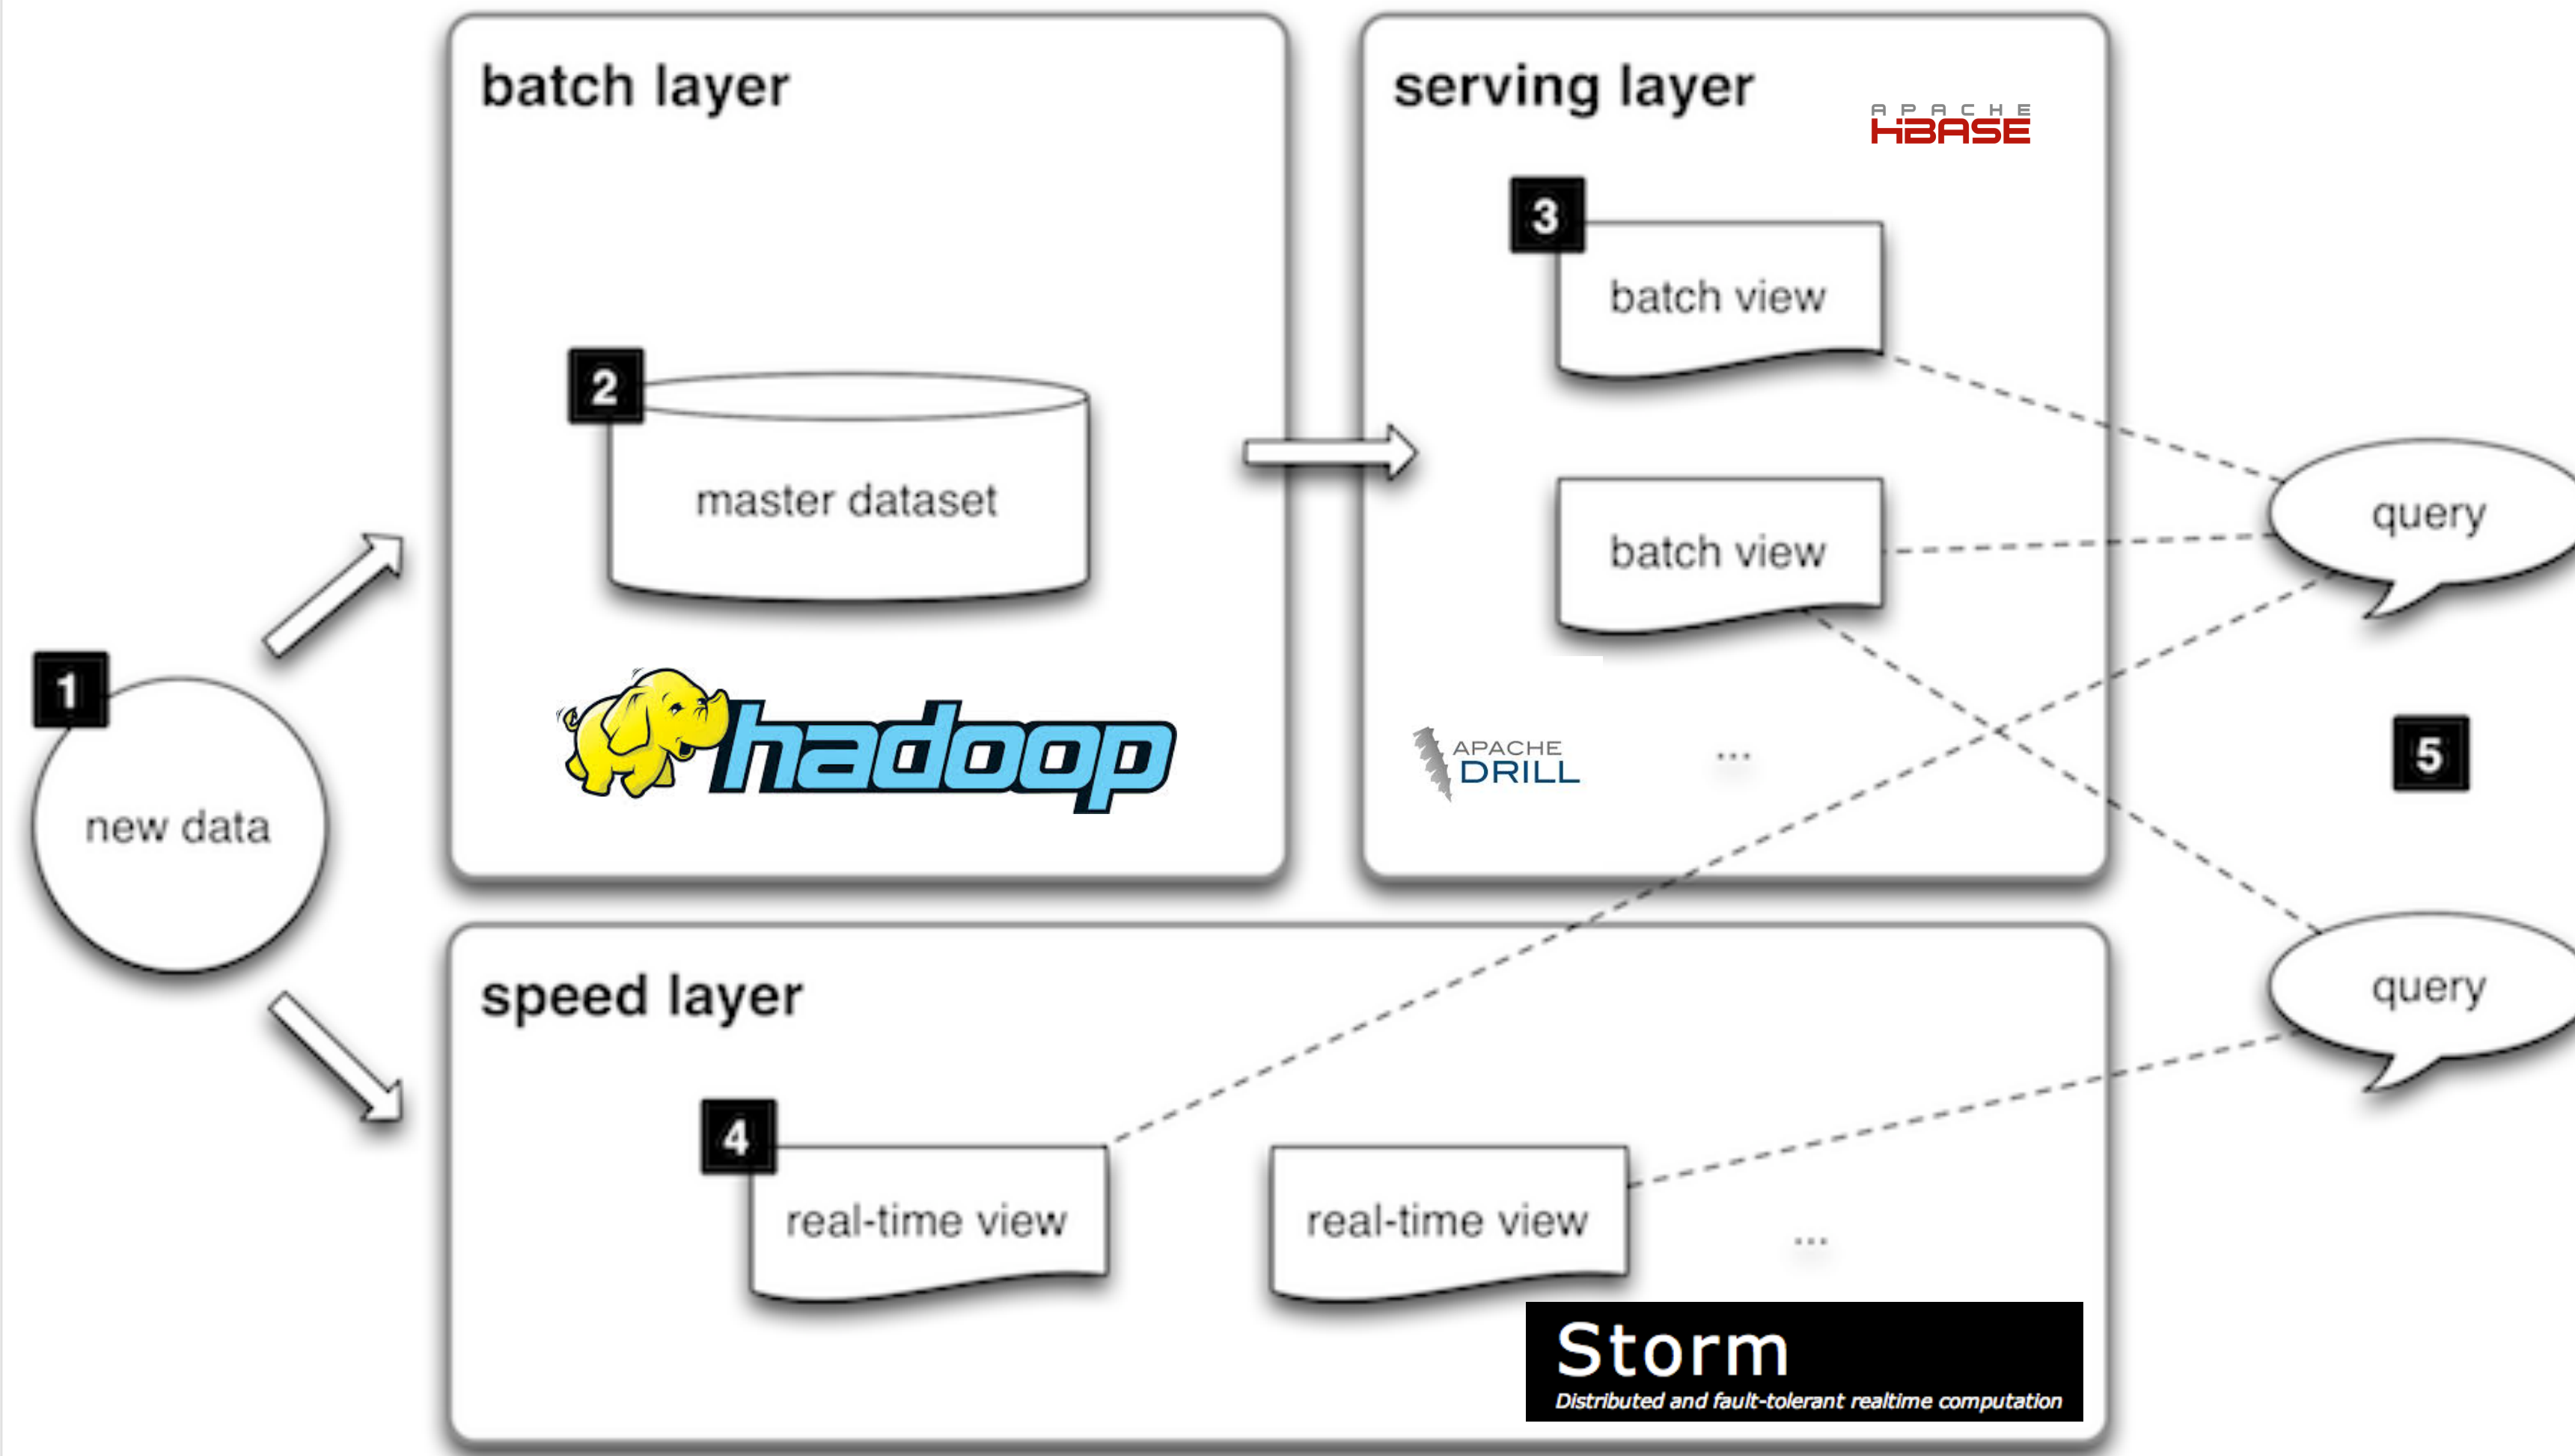 batch layer
2
master dataset
hadoop
serving layer
APACHE
HBASE
3
batch view
batch view
APACHE
DRILL
...
1
new data
query
5
query
speed layer
4
real-time view
real-time view
...
Storm
Distributed and fault-tolerant realtime computation